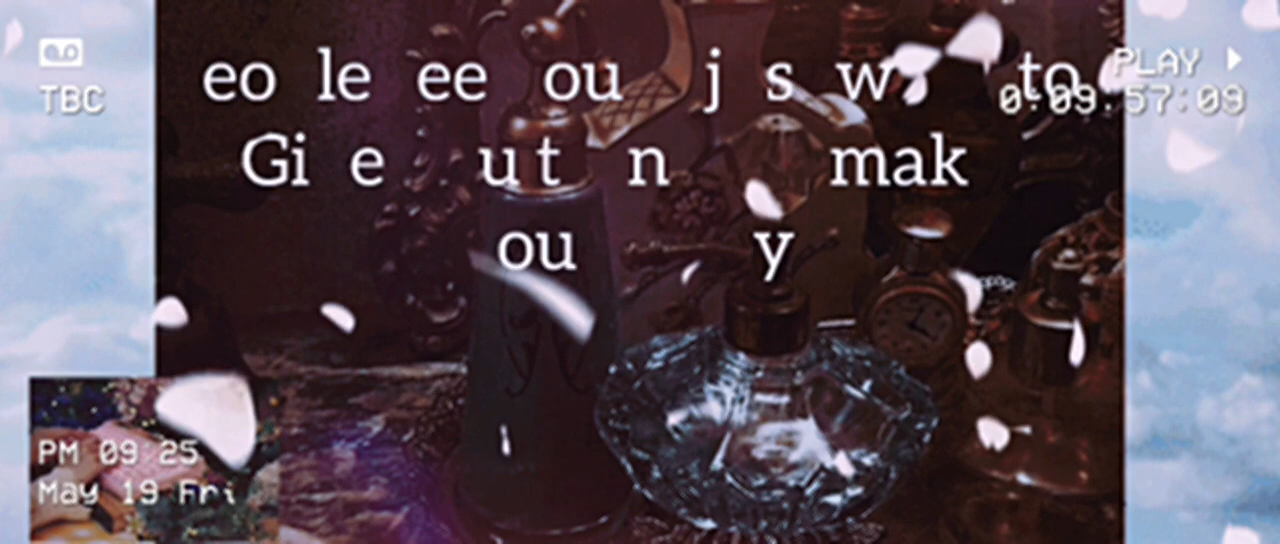 TBC
PLAY
0:09:57:09
eo le ee ou j s w to
Gi e u t n mak
ou y
PM 09 25
May 19 Fri